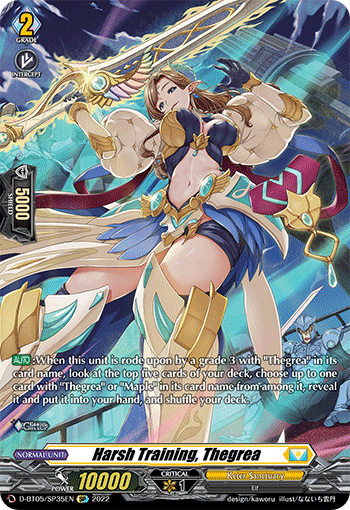 2
GRADE
INTERCEPT
SHIELD
5000
AUTO:When this unit is rode upon by a grade 3 with "Thegrea" in its
card name, look at the top five cards of your deck, choose up to one
card with "Thegrea" or "Maple" in its card name from among it, reveal
it and put it into your hand, and shuffle your deck.
NORMAL UNIT
Harsh Training, Thegrea
POWER 10000
CRITICAL
1
Keter Sanctuary
Elf
D-BT05/SP35EN SP 2022
design/kaworu illust/なないち雲丹